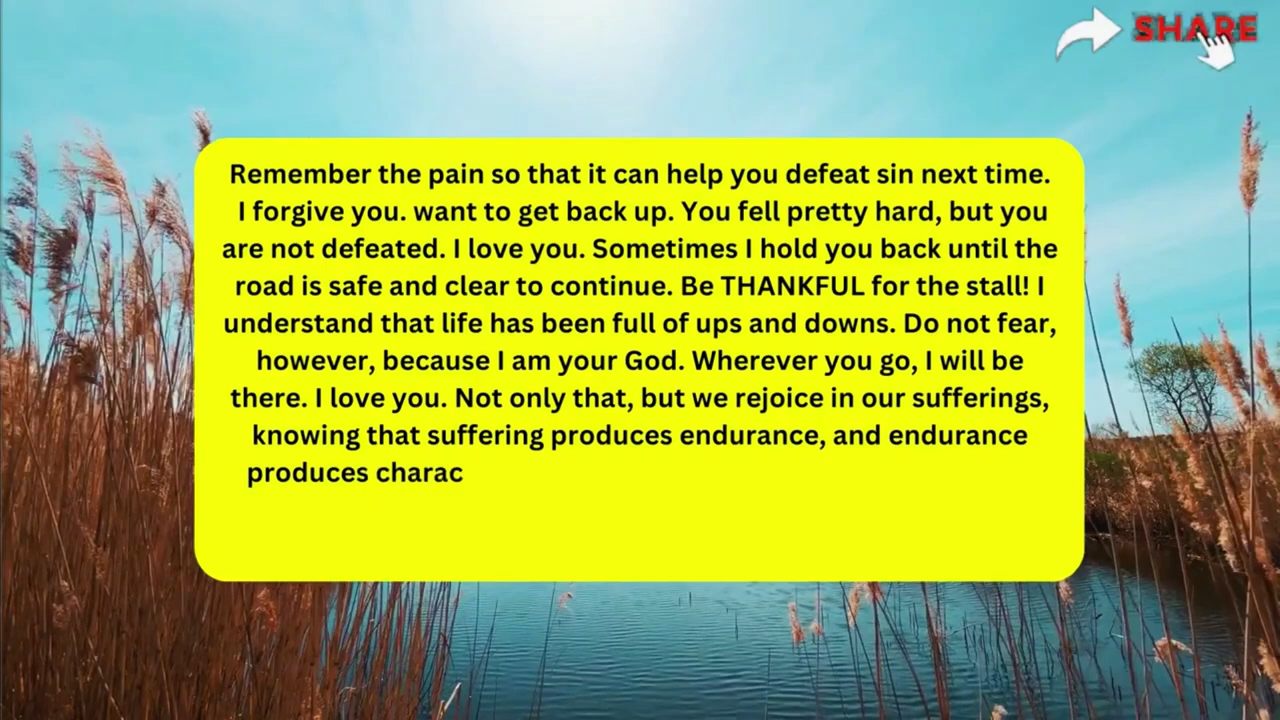 SHARE
Remember the pain so that it can help you defeat sin next time.
I forgive you. want to get back up. You fell pretty hard, but you
are not defeated. I love you. Sometimes I hold you back until the
road is safe and clear to continue. Be THANKFUL for the stall! I
understand that life has been full of ups and downs. Do not fear,
however, because I am your God. Wherever you go, I will be
there. I love you. Not only that, but we rejoice in our sufferings,
knowing that suffering produces endurance, and endurance
produces charac